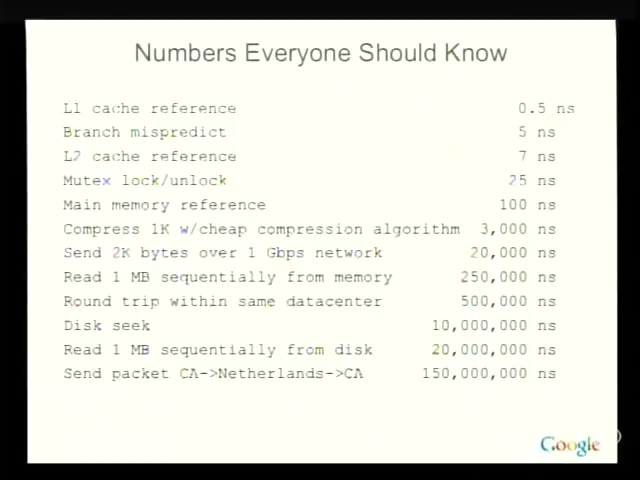 Numbers Everyone Should Know
L1 cache reference 0.5 ns
Branch mispredict 5 ns
L2 cache reference 7 ns
Mutex lock/unlock 25 ns
Main memory reference 100 ns
Compress 1K w/cheap compression algorithm 3,000 ns
Send 2K bytes over 1 Gbps network 20,000 ns
Read 1 MB sequentially from memory 250,000 ns
Round trip within same datacenter 500,000 ns
Disk seek 10,000,000 ns
Read 1 MB sequentially from disk 20,000,000 ns
Send packet CA->Netherlands->CA 150,000,000 ns
Google